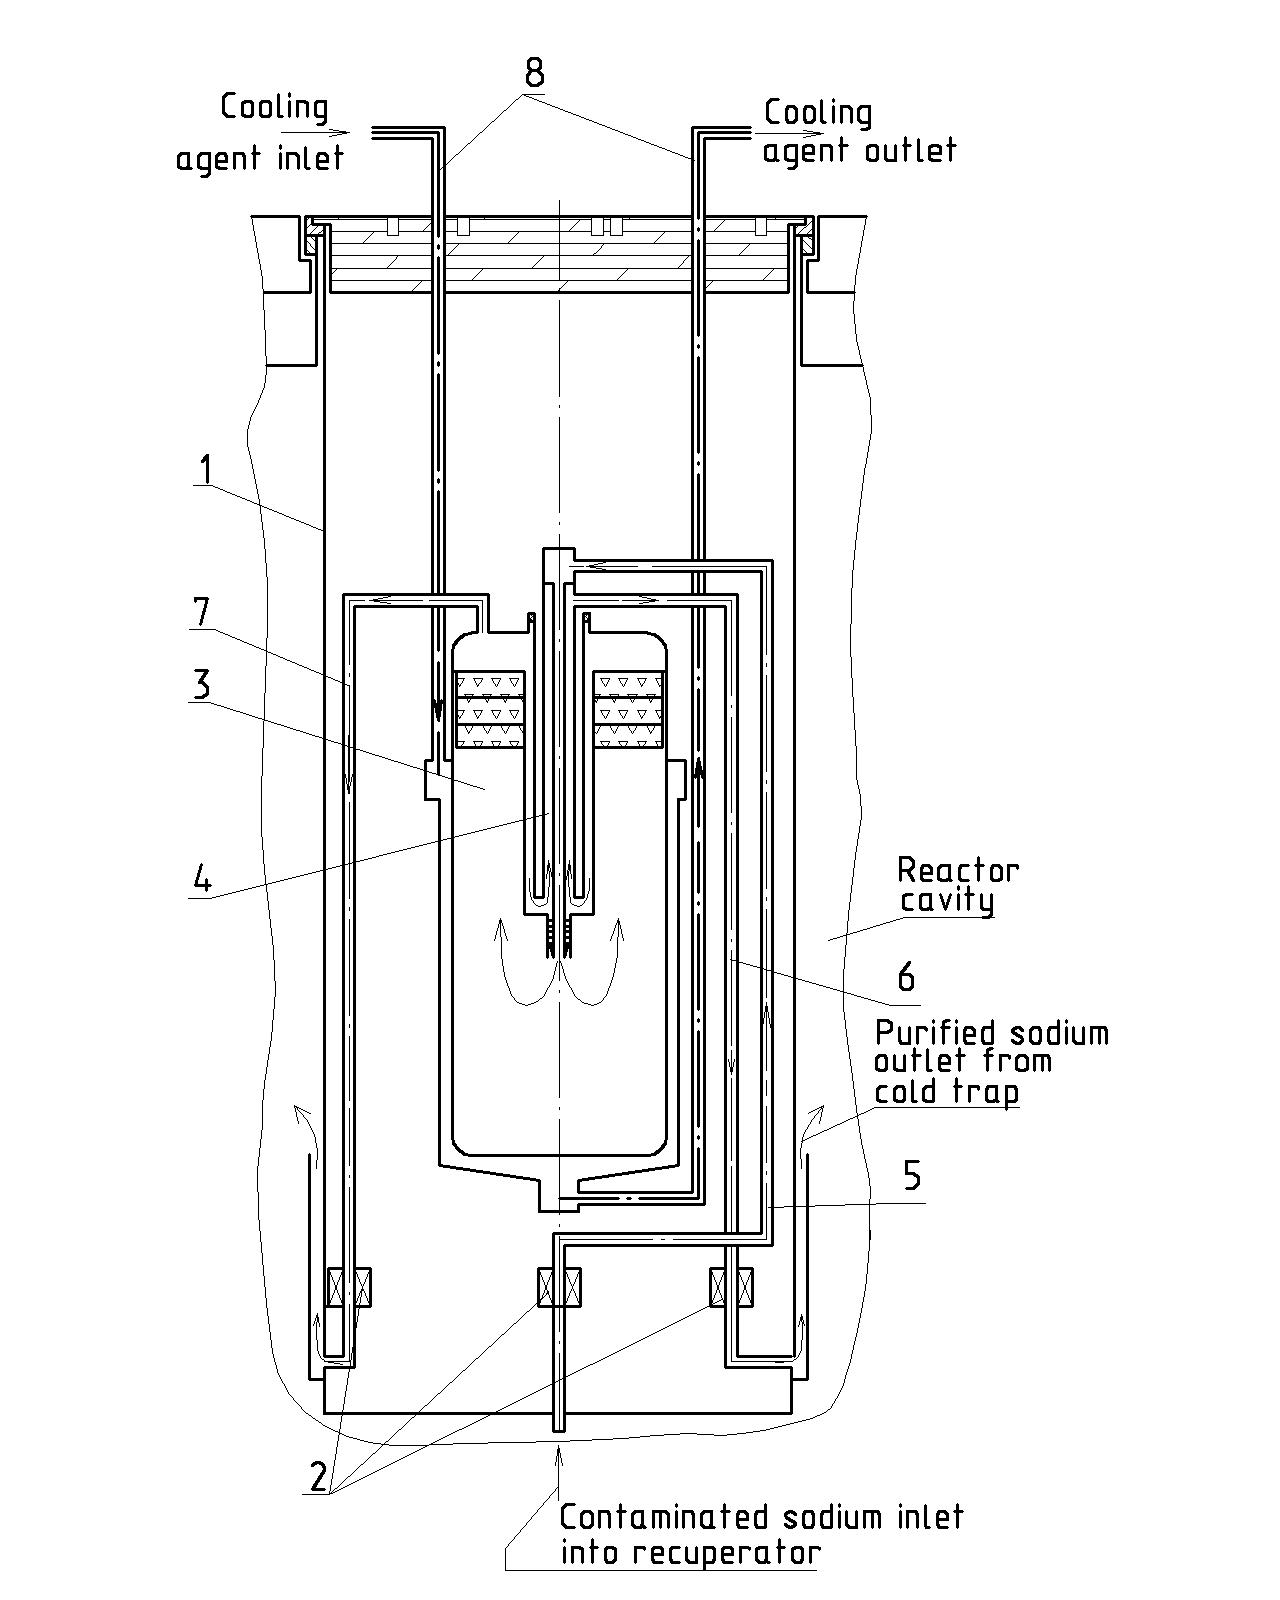 8
Cooling
agent inlet
Cooling
agent outlet
1
7
3
4
Reactor
cavity
6
Purified sodium
outlet from
cold trap
5
2
Contaminated sodium inlet
into recuperator